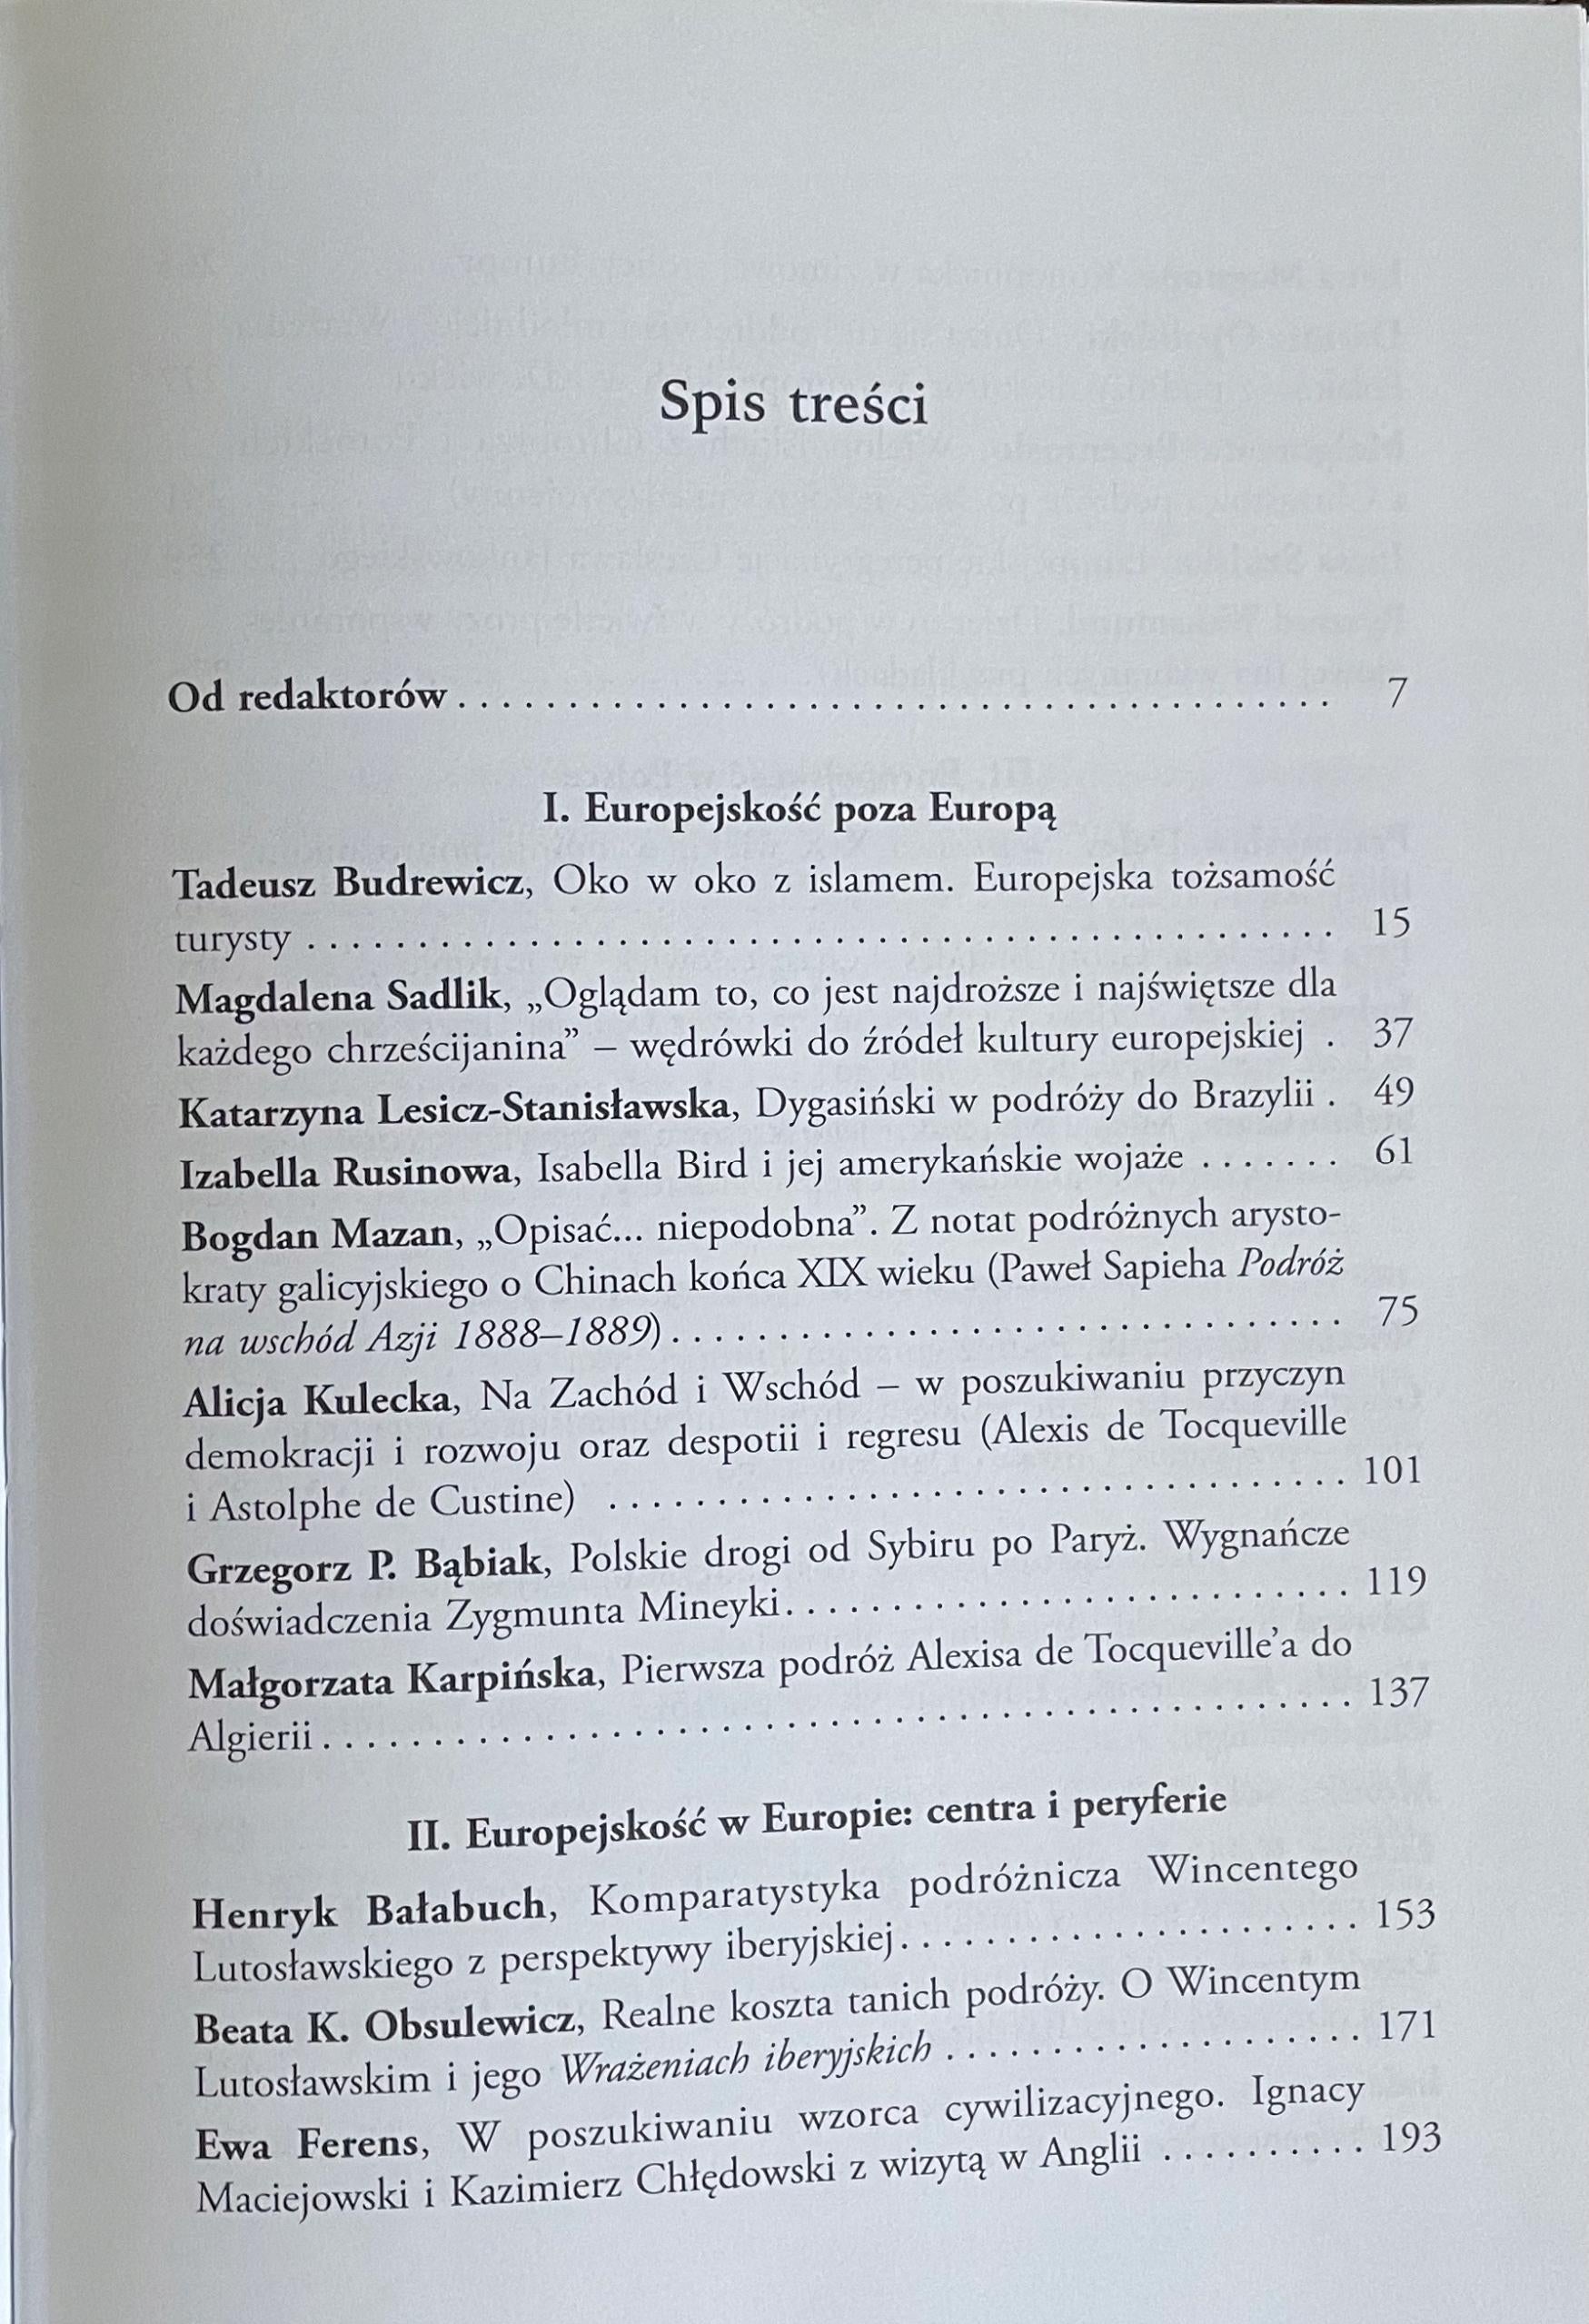 Spis treści
Od redaktorów . . . . . . . . . . . . . . . . . . . . . . . . . . . . . . . . . . . . . . . . 7
I. Europejskość poza Europą
Tadeusz Budrewicz, Oko w oko z islamem. Europejska tożsamość
turysty . . . . . . . . . . . . . . . . . . . . . . . . . . . . . . . . . . . . . . . . . . . . . . 15
Magdalena Sadlik, „Oglądam to, co jest najdroższe i najświętsze dla
każdego chrześcijanina” – wędrówki do źródeł kultury europejskiej . 37
Katarzyna Lesicz-Stanisławska, Dygasiński w podróży do Brazylii . 49
Izabella Rusinowa, Isabella Bird i jej amerykańskie wojaże . . . . . . . 61
Bogdan Mazan, „Opisać... niepodobna”. Z notat podróżnych arysto-
kraty galicyjskiego o Chinach końca XIX wieku (Paweł Sapieha Podróż
na wschód Azji 1888–1889) . . . . . . . . . . . . . . . . . . . . . . . . . . . . . . . 75
Alicja Kulecka, Na Zachód i Wschód – w poszukiwaniu przyczyn
demokracji i rozwoju oraz despotii i regresu (Alexis de Tocqueville
i Astolphe de Custine) . . . . . . . . . . . . . . . . . . . . . . . . . . . . . . . . . . 101
Grzegorz P. Bąbiak, Polskie drogi od Sybiru po Paryż. Wygnańcze
doświadczenia Zygmunta Mineyki. . . . . . . . . . . . . . . . . . . . . . . . . . 119
Małgorzata Karpińska, Pierwsza podróż Alexisa de Tocqueville’a do
Algierii . . . . . . . . . . . . . . . . . . . . . . . . . . . . . . . . . . . . . . . . . . . . . . 137
II. Europejskość w Europie: centra i peryferie
Henryk Bałabuch, Komparatystyka podróżnicza Wincentego
Lutosławskiego z perspektywy iberyjskiej. . . . . . . . . . . . . . . . . . . . . 153
Beata K. Obsulewicz, Realne koszta tanich podróży. O Wincentym
Lutosławskim i jego Wrażeniach iberyjskich . . . . . . . . . . . . . . . . . . . 171
Ewa Ferens, W poszukiwaniu wzorca cywilizacyjnego. Ignacy
Maciejowski i Kazimierz Chłędowski z wizytą w Anglii . . . . . . . . . . 193